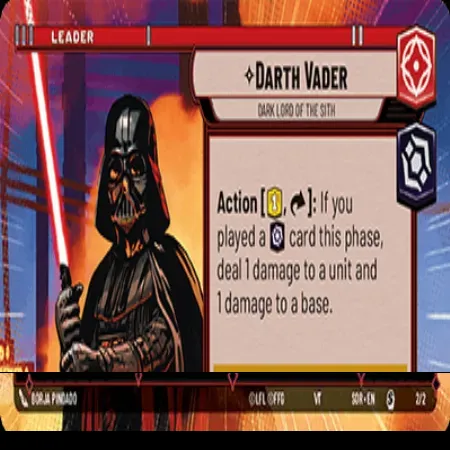 LEADER
DARTH VADER
DARK LORD OF THE SITH
Action [1, ]: If you
played a card this phase,
deal 1 damage to a unit and
1 damage to a base.
BORJA PINDADO ©LFL ©FFG SOR • EN 2/2